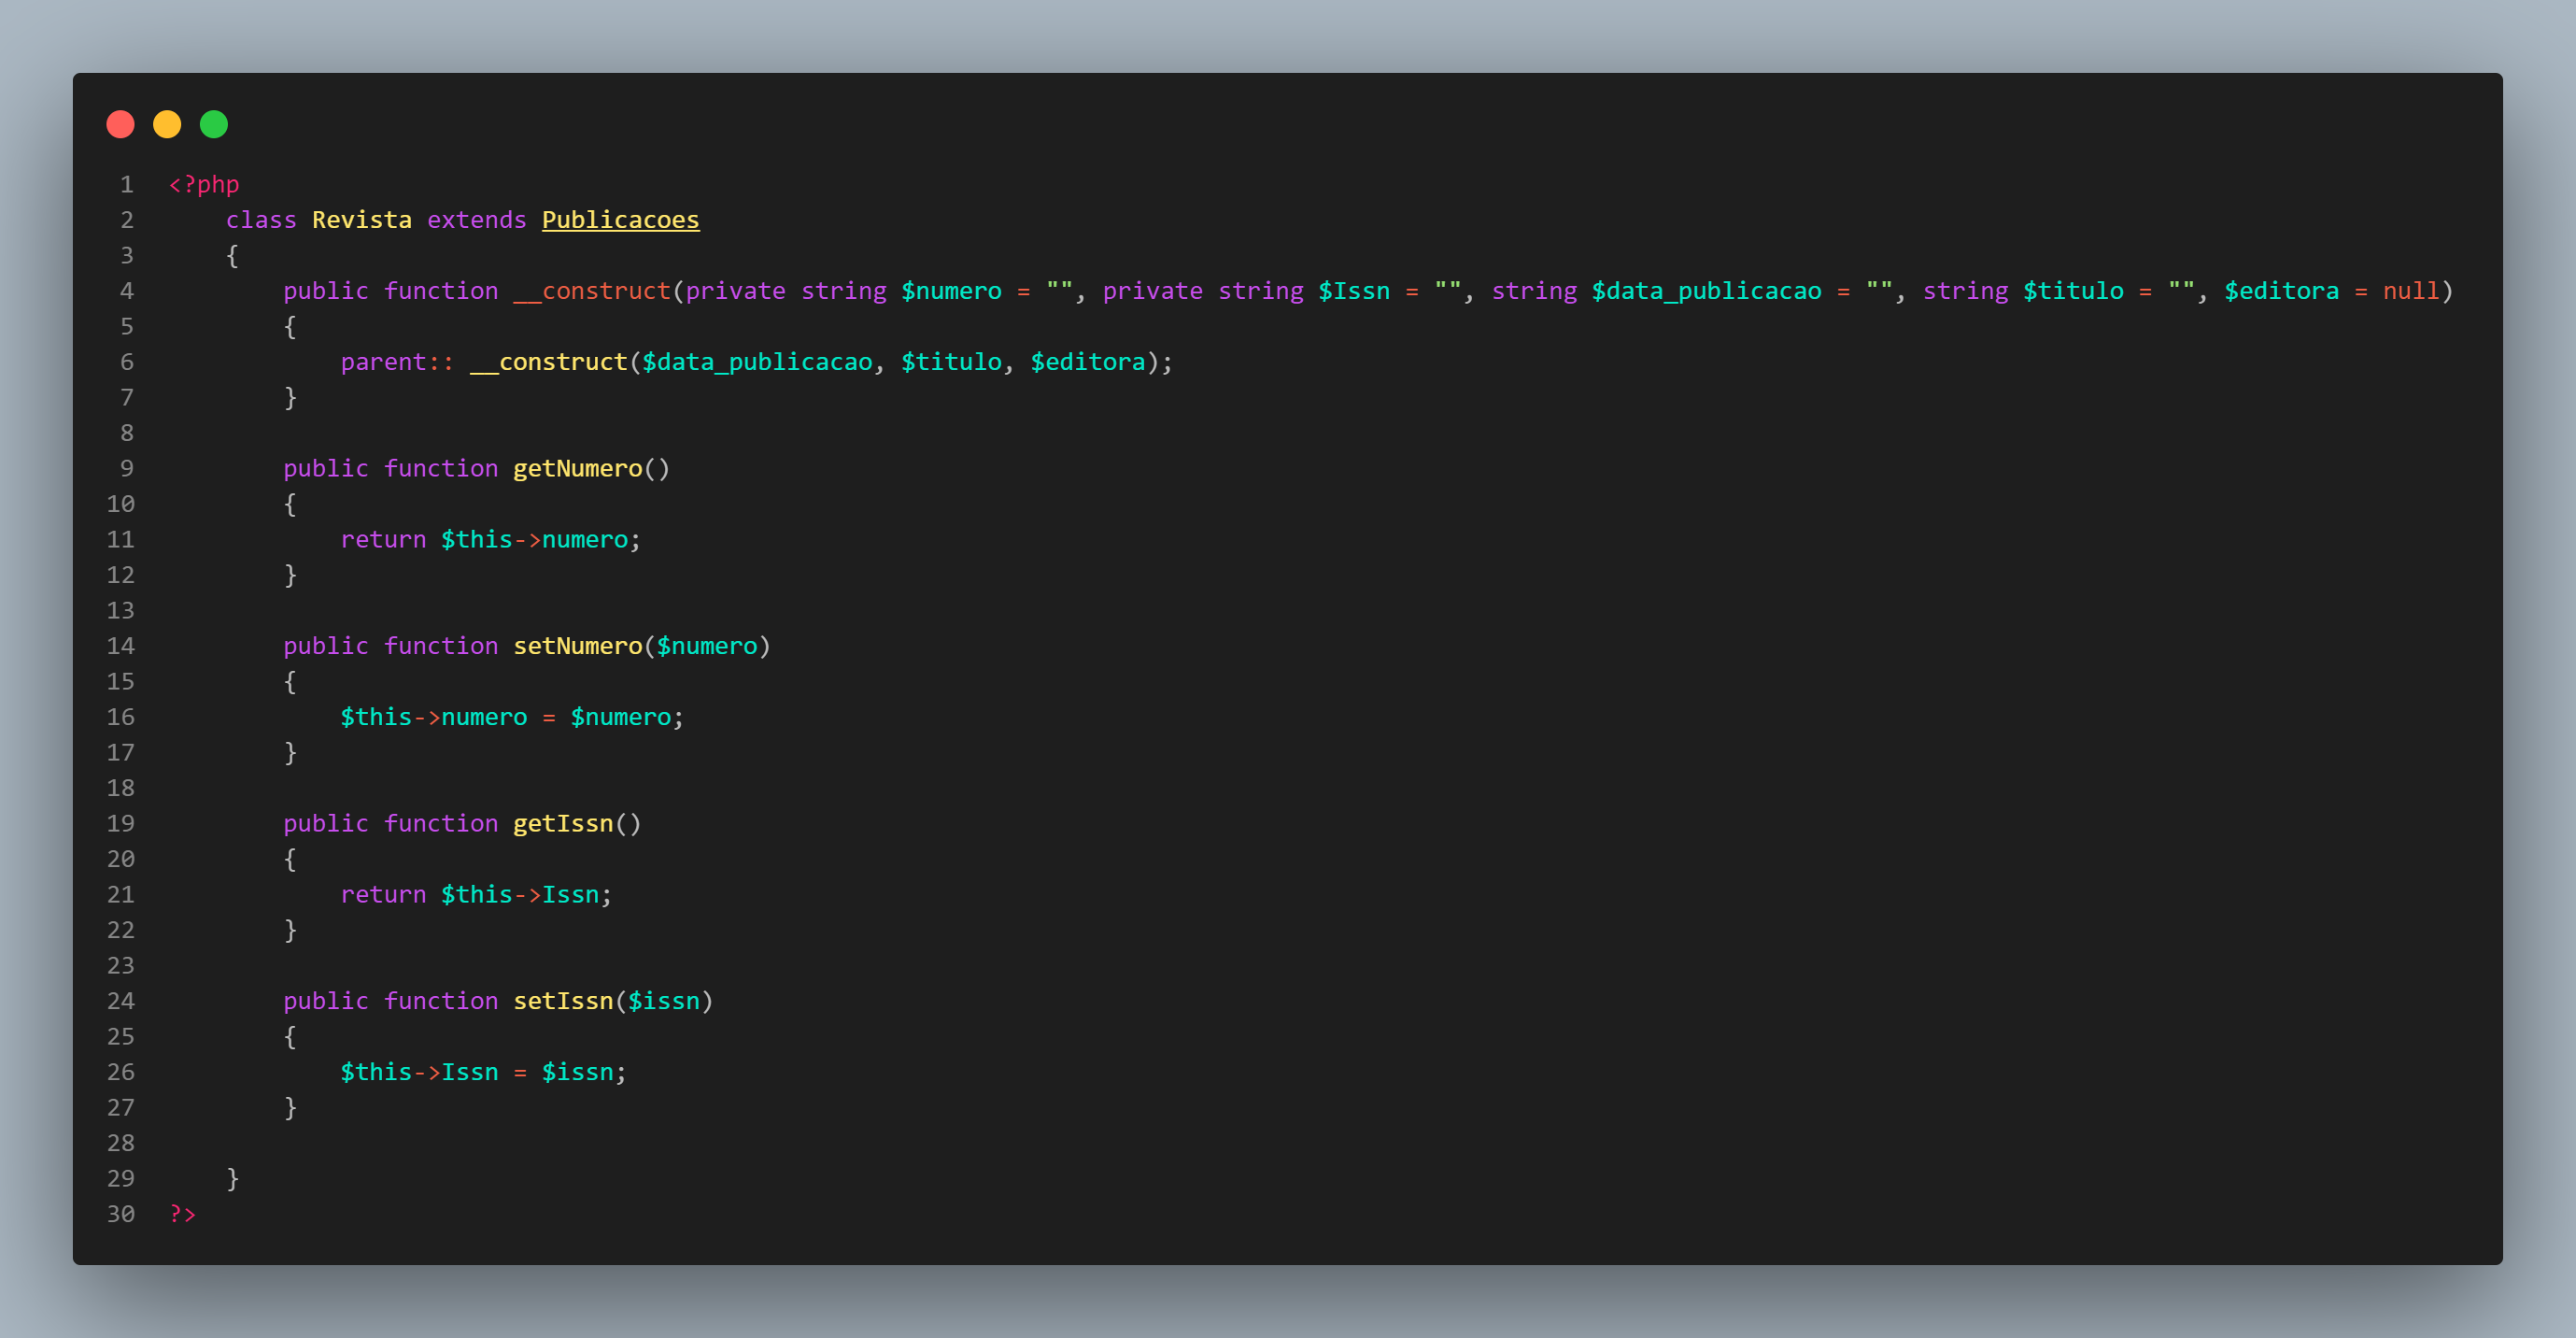 1 <?php
2     class Revista extends Publicacoes
3     {
4         public function __construct(private string $numero = "", private string $Issn = "", string $data_publicacao = "", string $titulo = "", $editora = null)
5         {
6             parent:: __construct($data_publicacao, $titulo, $editora);
7         }
8
9         public function getNumero()
10         {
11             return $this->numero;
12         }
13
14         public function setNumero($numero)
15         {
16             $this->numero = $numero;
17         }
18
19         public function getIssn()
20         {
21             return $this->Issn;
22         }
23
24         public function setIssn($issn)
25         {
26             $this->Issn = $issn;
27         }
28
29     }
30 ?>